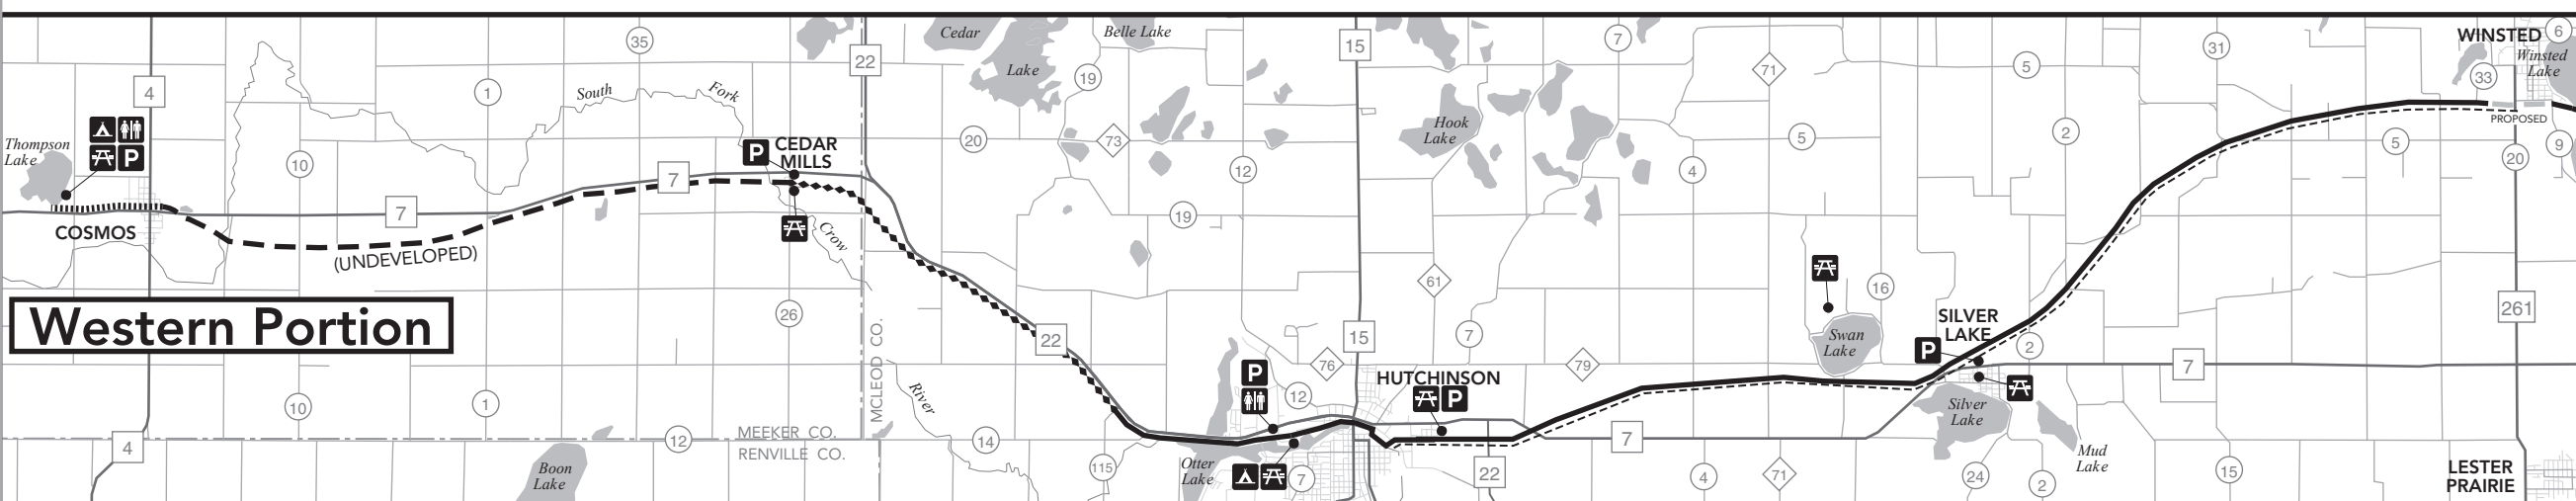 Western Portion
Thompson
Lake
4
P
COSMOS
7
(UNDEVELOPED)
10
10
4
1
1
35
South
Fork
7
P
CEDAR
MILLS
Crow
26
12
MEEKER CO.
RENVILLE CO.
MCLEOD CO.
Boon
Lake
22
Cedar
Lake
Belle Lake
19
20
73
12
19
22
River
14
115
Otter
Lake
P
12
76
7
15
15
HUTCHINSON
P
7
Hook
Lake
61
7
22
79
4
71
5
7
4
71
Swan
Lake
16
P
SILVER
LAKE
2
Silver
Lake
24
2
Mud
Lake
5
2
31
7
15
5
WINSTED
6
Winsted
Lake
33
PROPOSED
20
9
261
LESTER
PRAIRIE